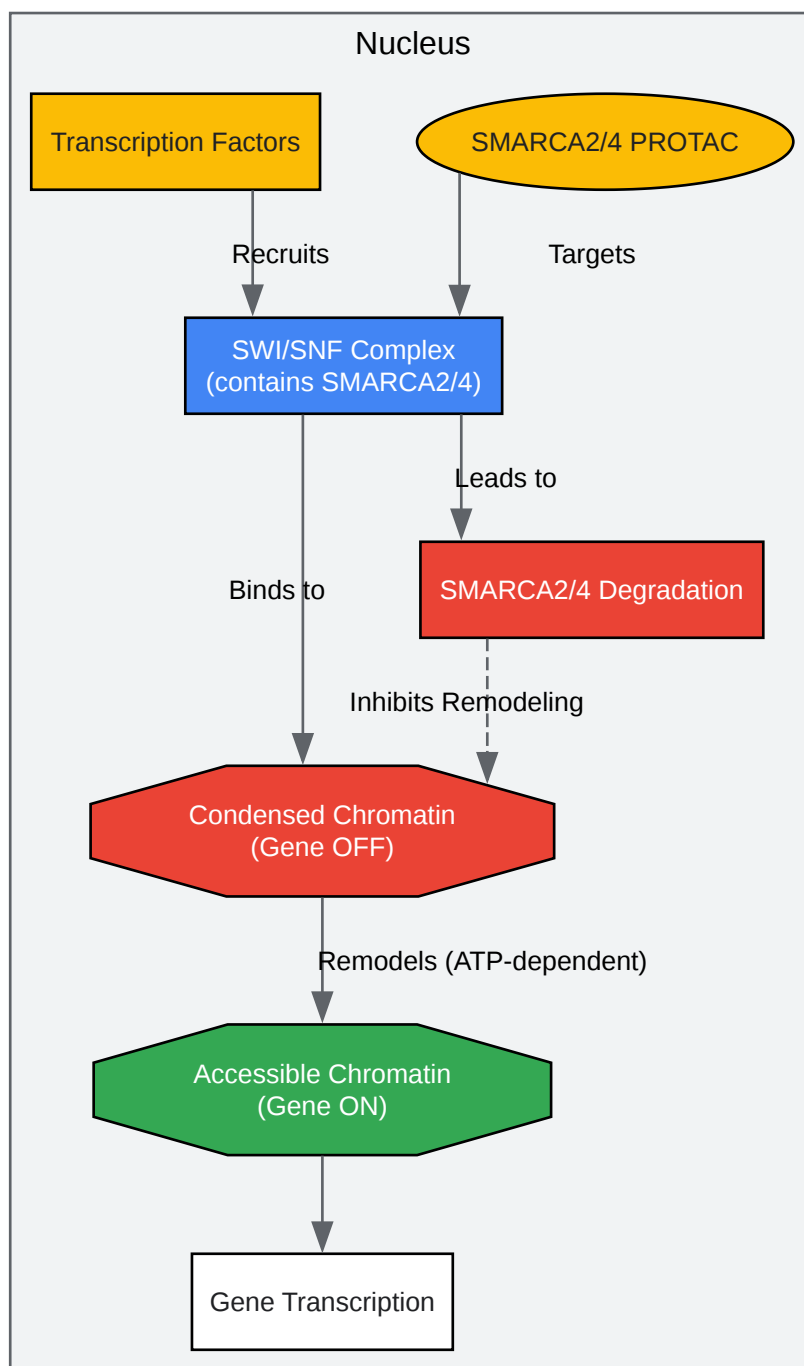 Nucleus
Transcription Factors
SMARCA2/4 PROTAC
Recruits
Targets
SWI/SNF Complex
(contains SMARCA2/4)
Leads to
Binds to
SMARCA2/4 Degradation
Inhibits Remodeling
Condensed Chromatin
(Gene OFF)
Remodels (ATP-dependent)
Accessible Chromatin
(Gene ON)
Gene Transcription